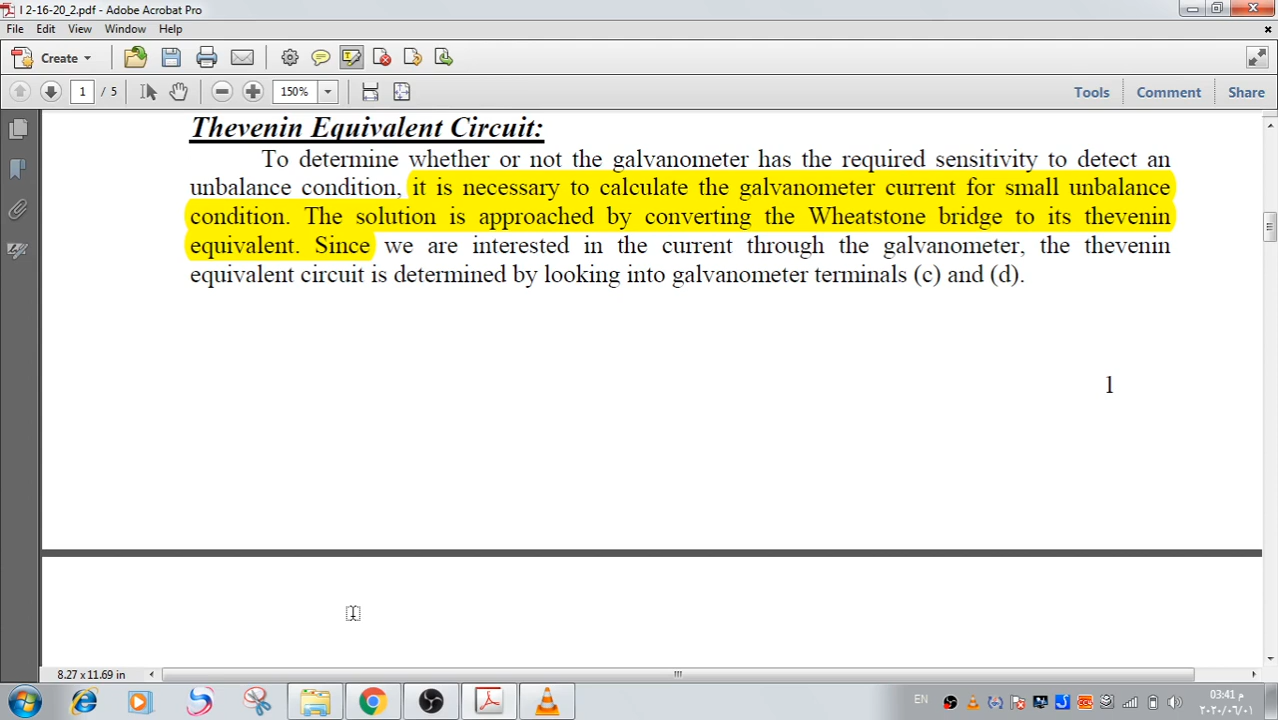 I 2-16-20_2.pdf - Adobe Acrobat Pro
File Edit View Window Help
Create
1 / 5 150% Tools Comment Share
Thevenin Equivalent Circuit:
To determine whether or not the galvanometer has the required sensitivity to detect an
unbalance condition, it is necessary to calculate the galvanometer current for small unbalance
condition. The solution is approached by converting the Wheatstone bridge to its thevenin
equivalent. Since we are interested in the current through the galvanometer, the thevenin
equivalent circuit is determined by looking into galvanometer terminals (c) and (d).
1
8.27 x 11.69 in
EN
03:41 م
٢٠٢٠/٠٦/٠١